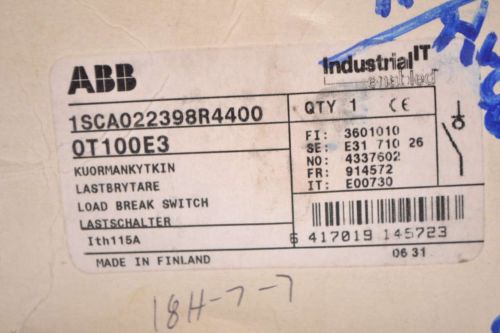 ABB
Industrial IT
enabled
1SCA022398R4400
OT100E3
KUORMANKYTKIN
LASTBRYTARE
LOAD BREAK SWITCH
LASTSCHALTER
Ith115A
MADE IN FINLAND
QTY 1 CE
FI: 3601010
SE: E31 710 26
NO: 4337602
FR: 914572
IT: E00730
6 417019 145723
06 31
18H-7-7